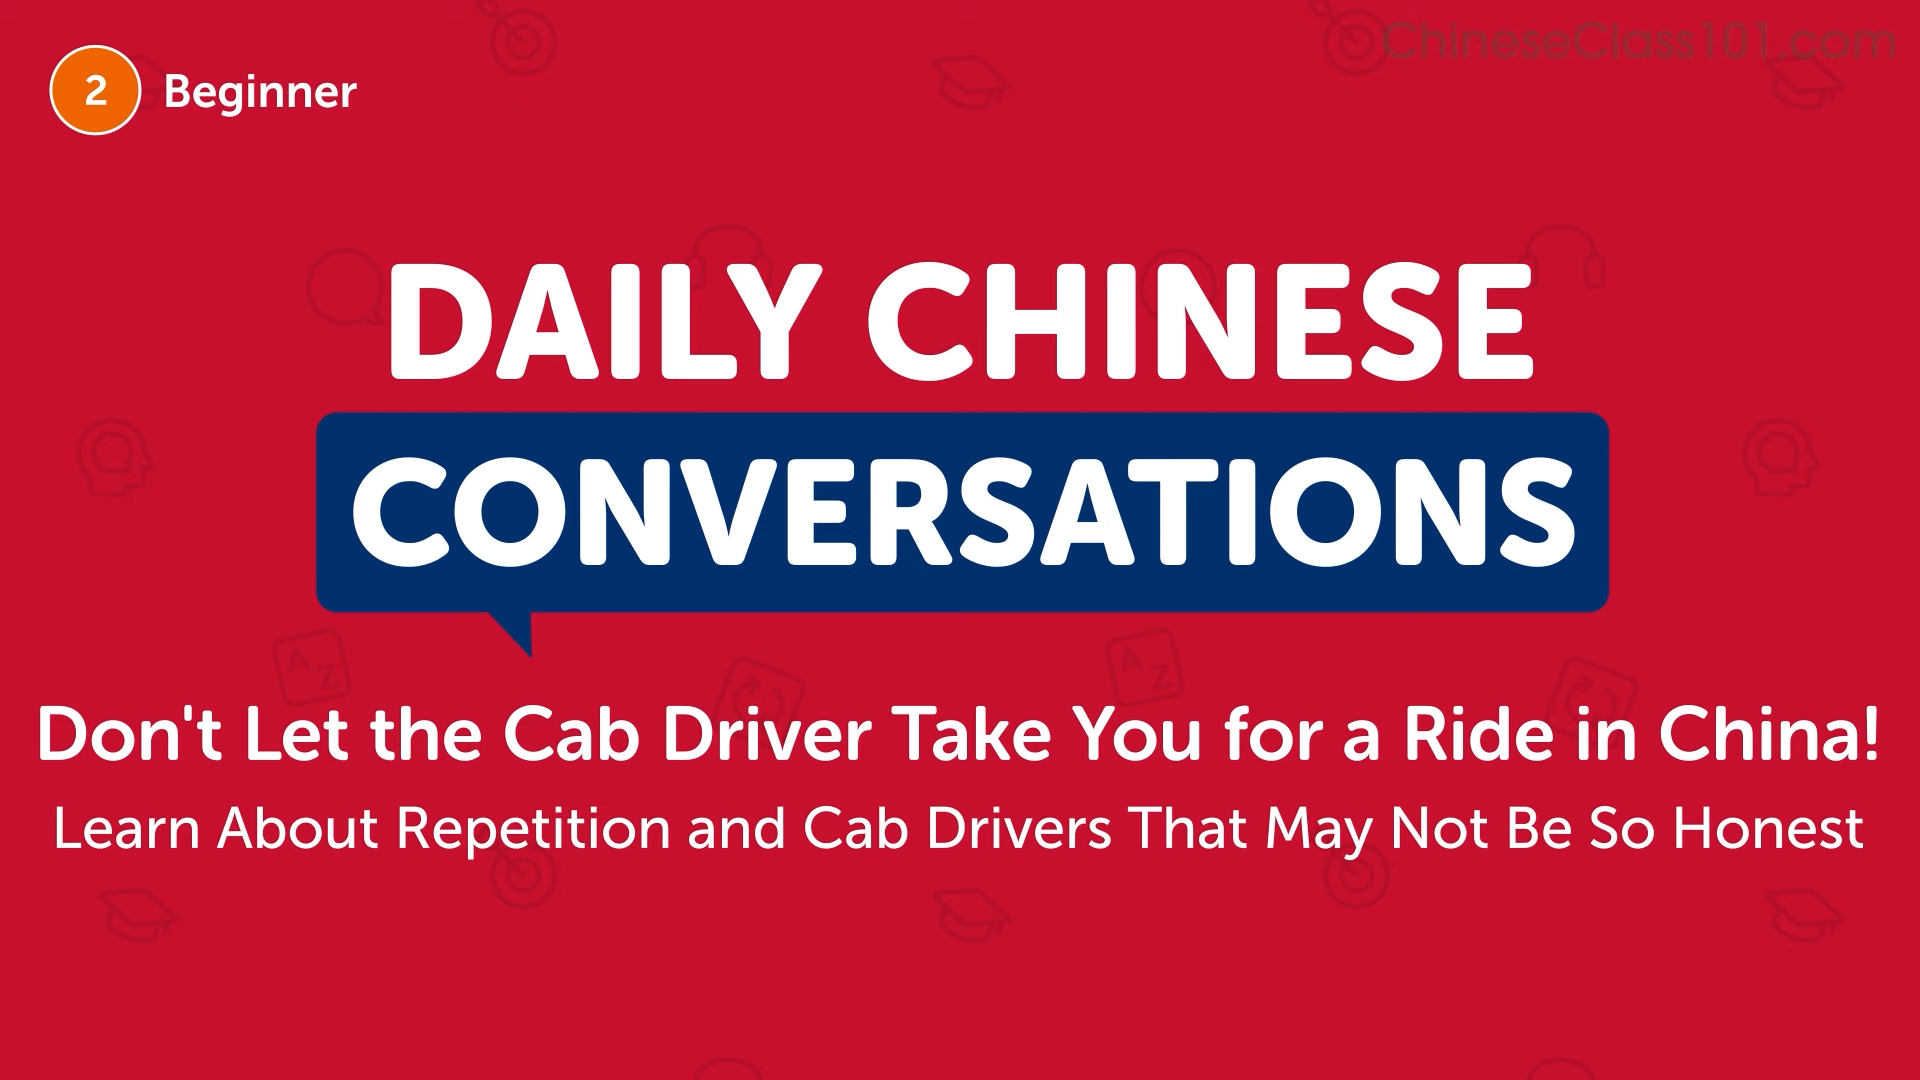 ChineseClass101.com
2 Beginner
DAILY CHINESE
CONVERSATIONS
Don't Let the Cab Driver Take You for a Ride in China!
Learn About Repetition and Cab Drivers That May Not Be So Honest
A Z
A Z